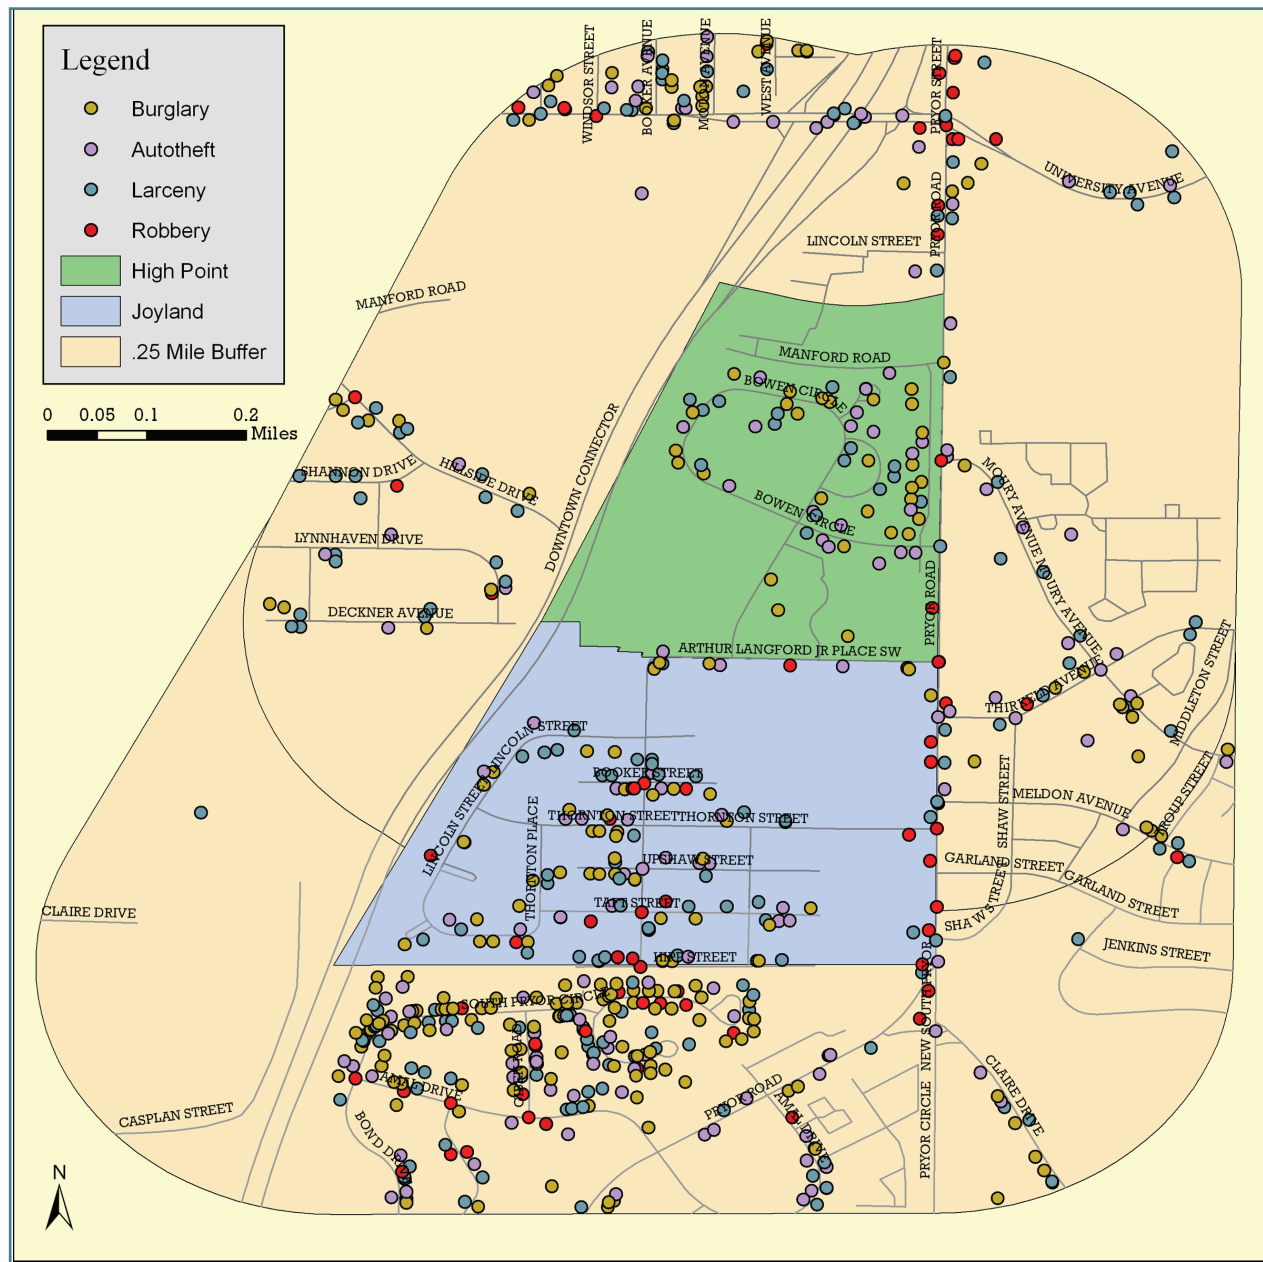 Legend
Burglary
Autotheft
Larceny
Robbery
High Point
Joyland
.25 Mile Buffer
0 0.05 0.1 0.2
Miles
WINDSOR STREET
BOOKER AVENUE
WEST AVENUE
PRYOR STREET
UNIVERSITY AVENUE
PRYOR ROAD
LINCOLN STREET
MANFORD ROAD
MANFORD ROAD
BOWEN CIRCLE
DOWNTOWN CONNECTOR
SHANNON DRIVE
HILLSIDE DRIVE
BOWEN CIRCLE
MOURY AVENUE
MOURY AVENUE
LYNNHAVEN DRIVE
DECKNER AVENUE
PRYOR ROAD
ARTHUR LANGFORD JR PLACE SW
THIRKELD AVENUE
MIDDLETON STREET
LINCOLN STREET
LINCOLN STREET
BOOKER STREET
THORNTON STREET
THORNTON STREET
THORNTON PLACE
SHAW STREET
MELDON AVENUE
UPSHAW STREET
GARLAND STREET
GARLAND STREET
TAFT STREET
SHAW STREET
CLAIRE DRIVE
JENKINS STREET
HIPP STREET
SOUTH PRYOR CIRCLE
NEW SOUTH PRYOR
AMAL DRIVE
PRYOR ROAD
AMAL DRIVE
CLAIRE DRIVE
CASPLAN STREET
BOND DRIVE
PRYOR CIRCLE
N